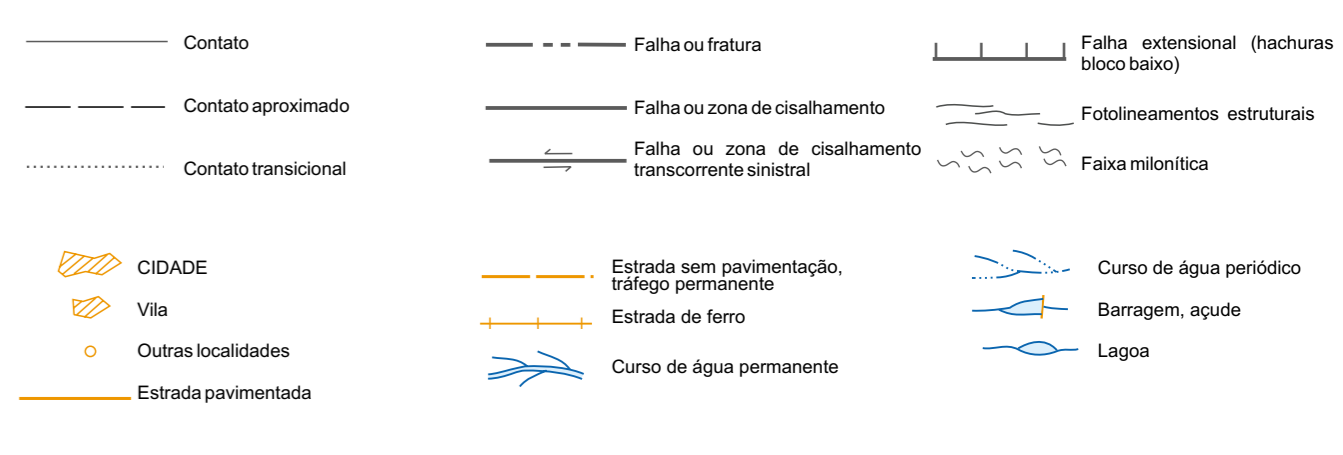 Contato
Contato aproximado
Contato transicional
Falha ou fratura
Falha ou zona de cisalhamento
Falha ou zona de cisalhamento
transcorrente sinistral
Falha extensional (hachuras
bloco baixo)
Fotolineamentos estruturais
Faixa milonítica
CIDADE
Vila
Outras localidades
Estrada pavimentada
Estrada sem pavimentação,
tráfego permanente
Estrada de ferro
Curso de água permanente
Curso de água periódico
Barragem, açude
Lagoa